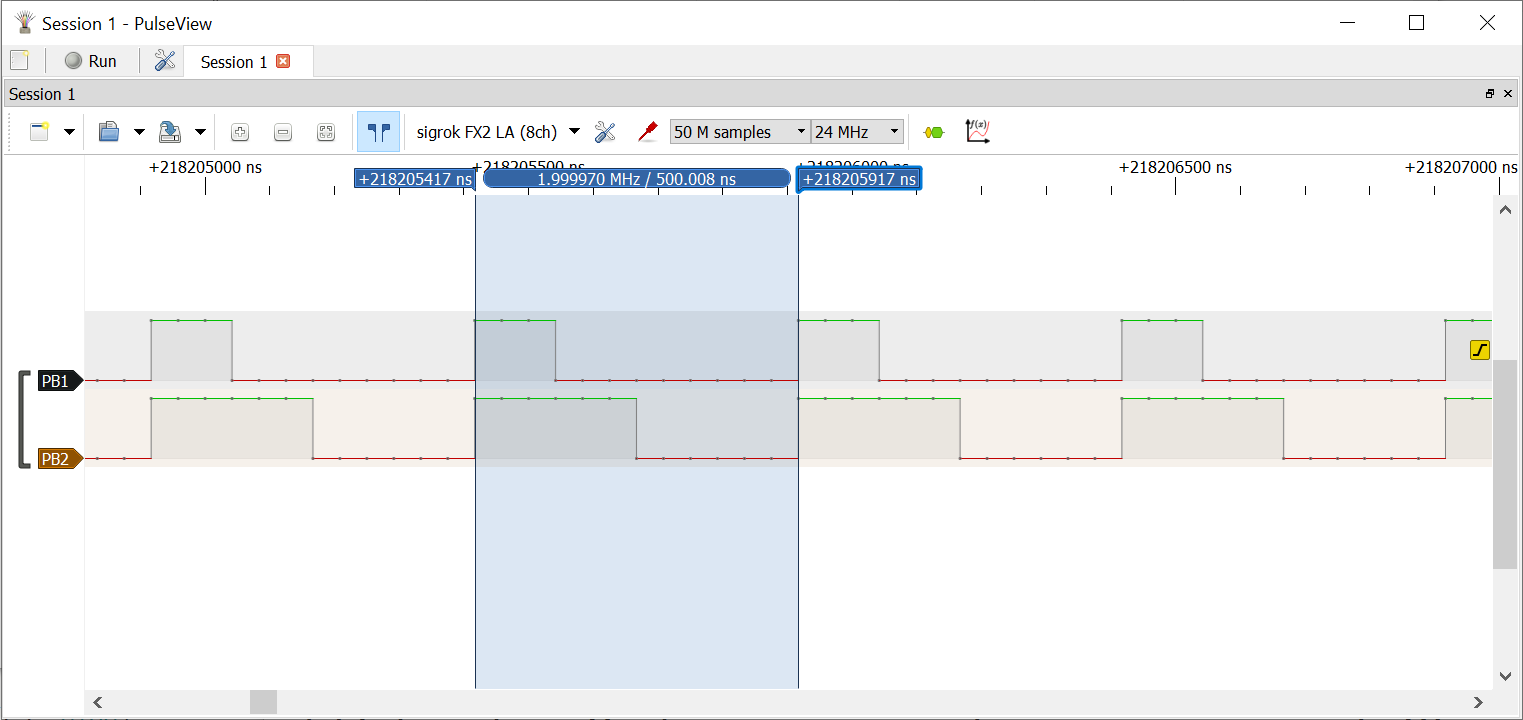 Session 1 - PulseView
Run
Session 1
Session 1
sigrok FX2 LA (8ch)
50 M samples
24 MHz
f(x)
+218205000 ns
+218205500 ns
+218206000 ns
+218206500 ns
+218207000 ns
+218205417 ns
1.999970 MHz / 500.008 ns
+218205917 ns
PB1
PB2